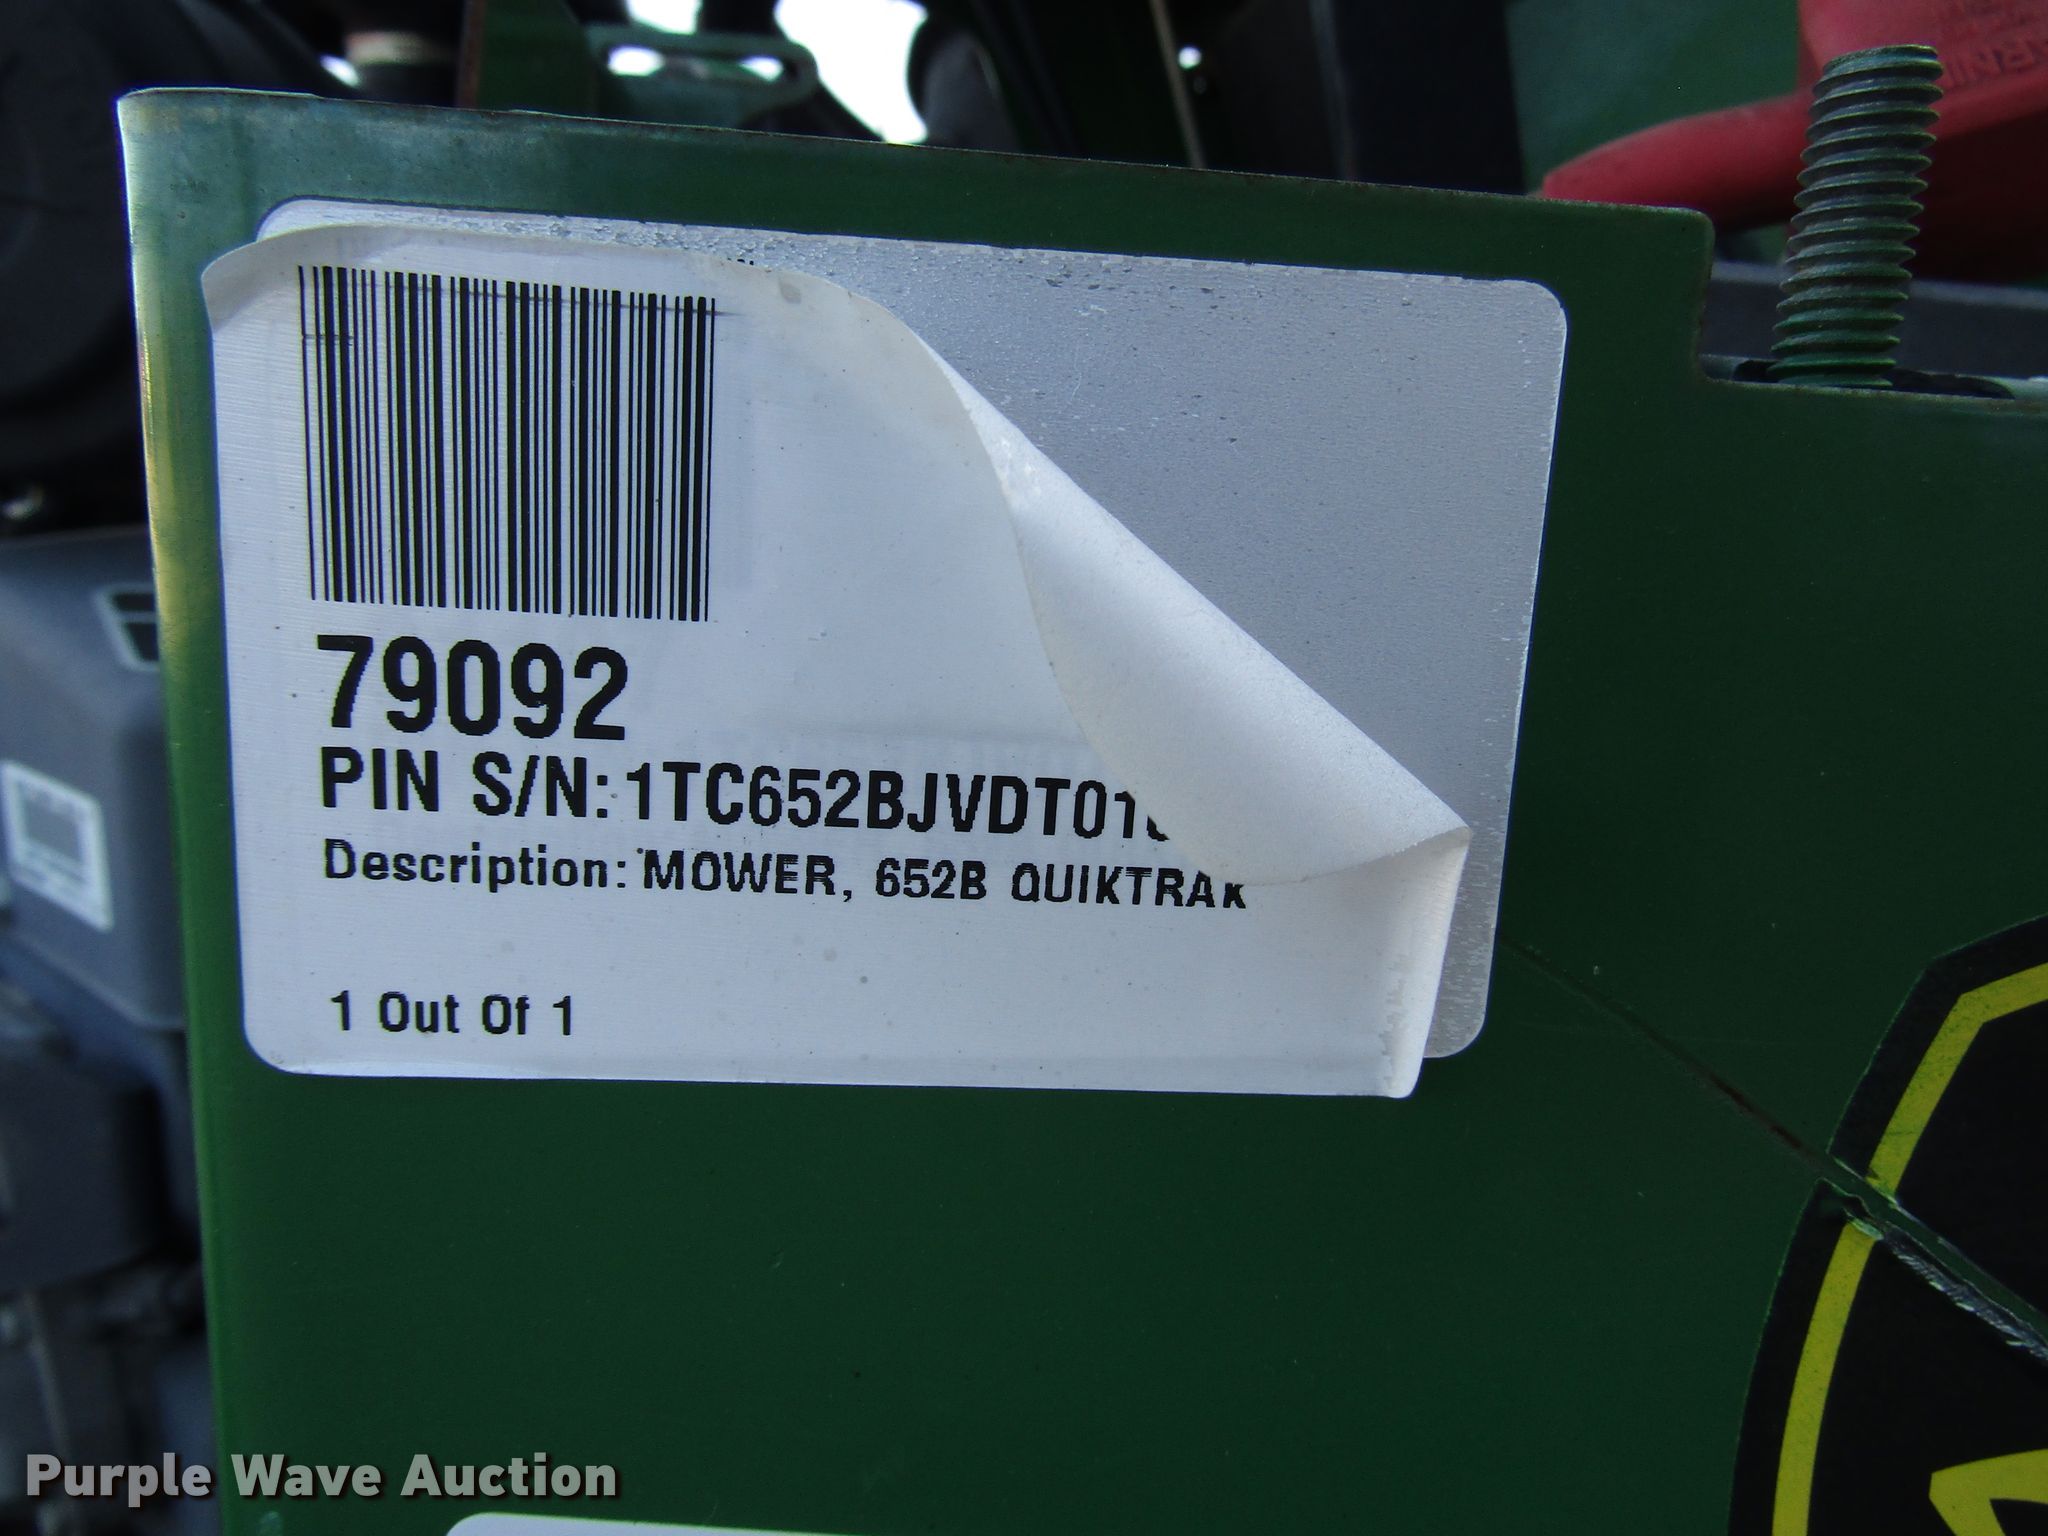 79092
PIN S/N: 1TC652BJVDT01
Description: MOWER, 652B QUIKTRAK
1 Out Of 1
Purple Wave Auction